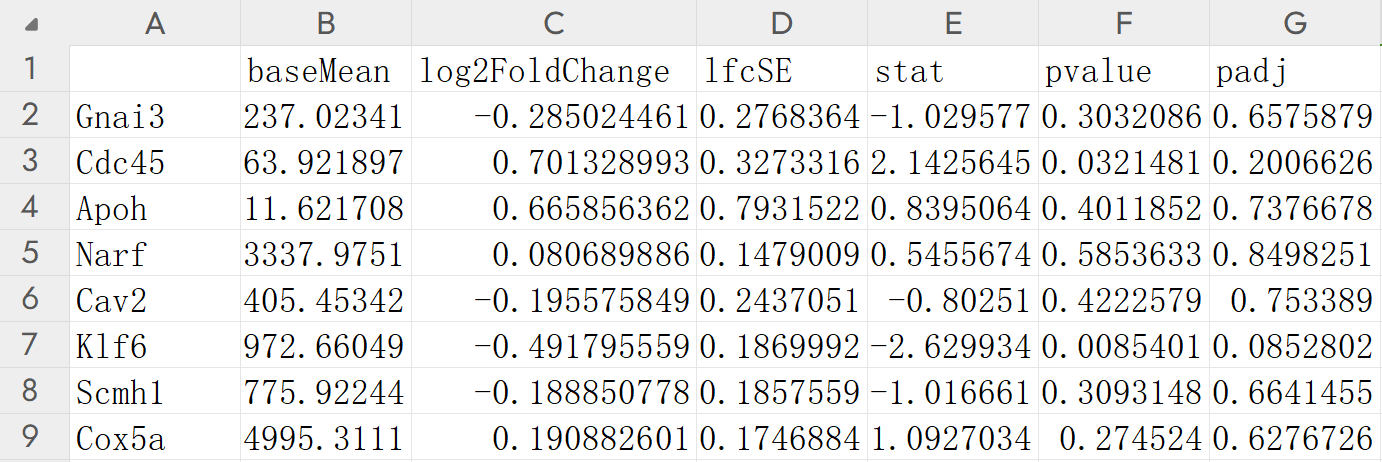 A B C D E F G
1 baseMean log2FoldChange lfcSE stat pvalue padj
2 Gnai3 237.02341 -0.285024461 0.2768364 -1.029577 0.3032086 0.6575879
3 Cdc45 63.921897 0.701328993 0.3273316 2.1425645 0.0321481 0.2006626
4 Apoh 11.621708 0.665856362 0.7931522 0.8395064 0.4011852 0.7376678
5 Narf 3337.9751 0.080689886 0.1479009 0.5455674 0.5853633 0.8498251
6 Cav2 405.45342 -0.195575849 0.2437051 -0.80251 0.4222579 0.753389
7 Klf6 972.66049 -0.491795559 0.1869992 -2.629934 0.0085401 0.0852802
8 Scmh1 775.92244 -0.188850778 0.1857559 -1.016661 0.3093148 0.6641455
9 Cox5a 4995.3111 0.190882601 0.1746884 1.0927034 0.274524 0.6276726